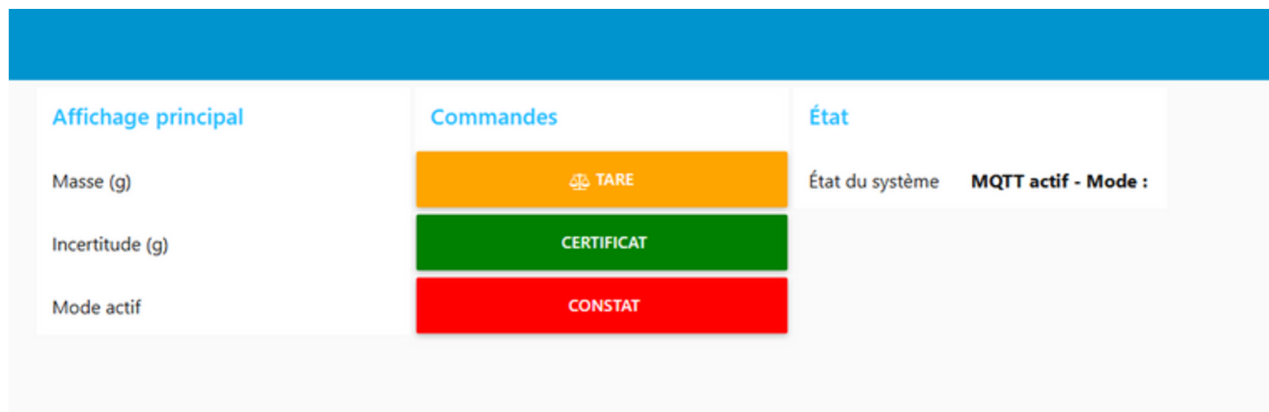 Affichage principal
Masse (g)
Incertitude (g)
Mode actif
Commandes
TARE
CERTIFICAT
CONSTAT
État
État du système MQTT actif - Mode :